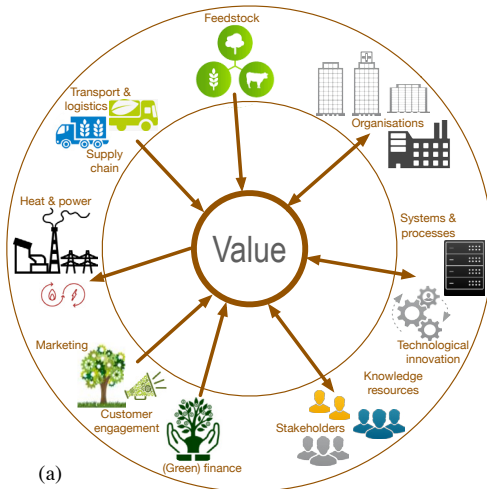 Feedstock
Transport &
logistics
Supply
chain
Organisations
Heat & power
Value
Systems &
processes
Technological
innovation
Marketing
Customer
engagement
Knowledge
resources
Stakeholders
(Green) finance
(a)